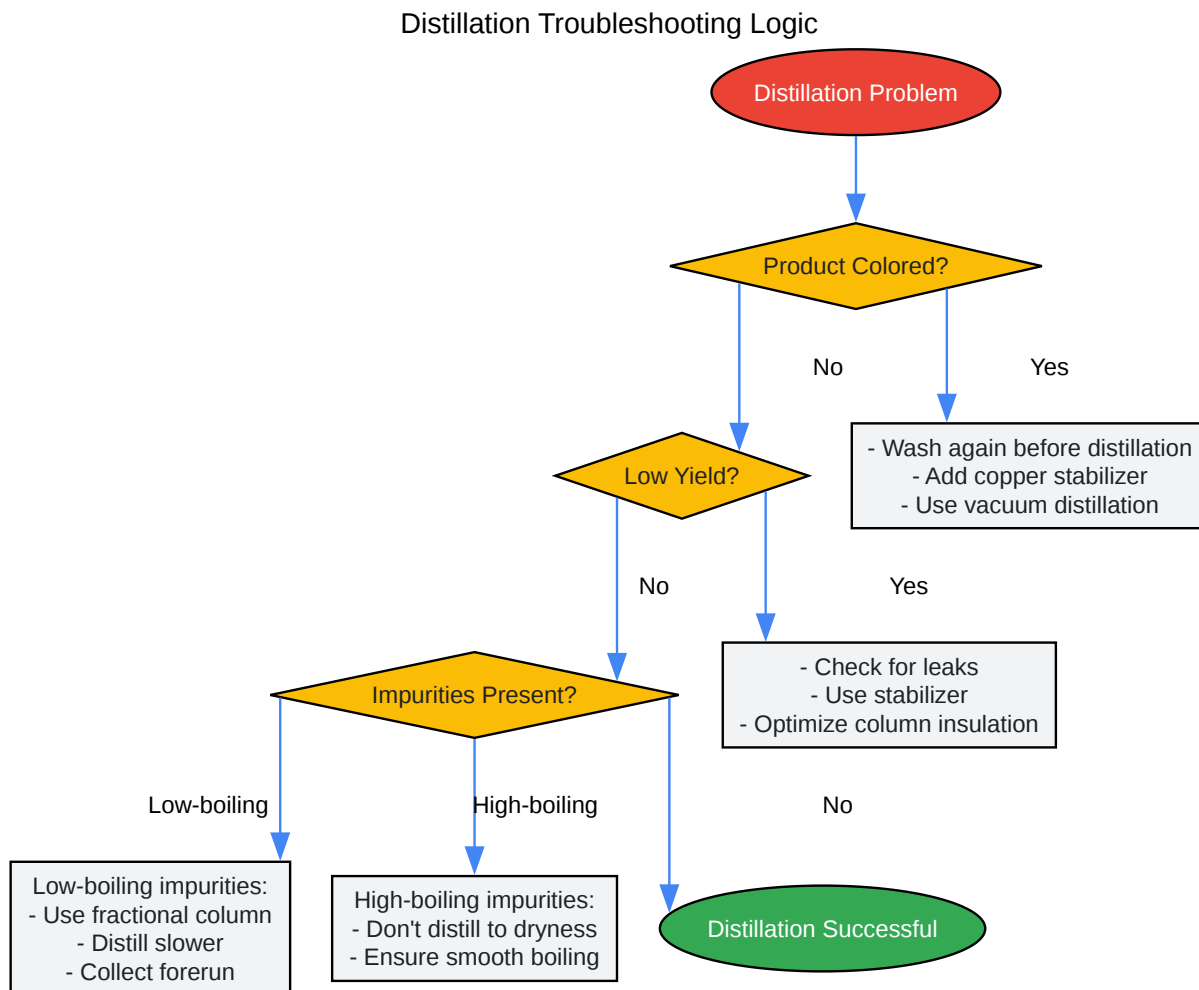 Distillation Troubleshooting Logic
Distillation Problem
Product Colored?
No
Yes
- Wash again before distillation
- Add copper stabilizer
- Use vacuum distillation
Low Yield?
No
Yes
- Check for leaks
- Use stabilizer
- Optimize column insulation
Impurities Present?
Low-boiling
High-boiling
No
Low-boiling impurities:
- Use fractional column
- Distill slower
- Collect forerun
High-boiling impurities:
- Don't distill to dryness
- Ensure smooth boiling
Distillation Successful